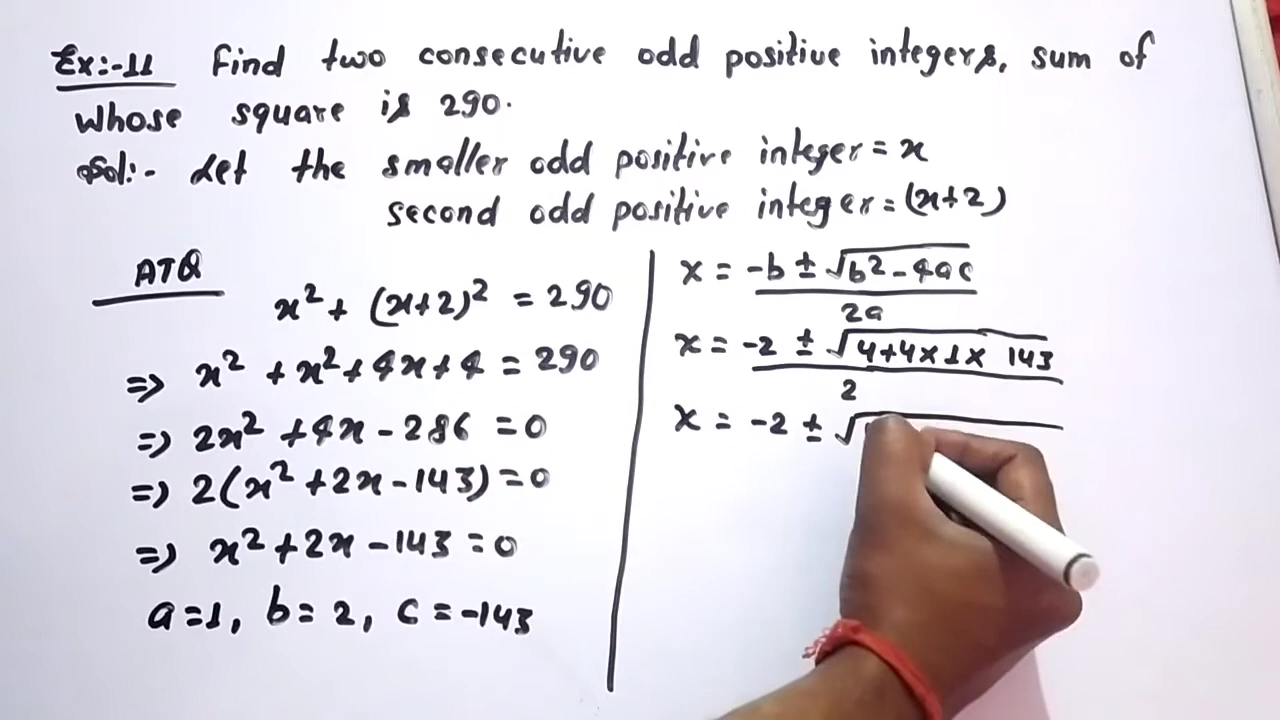 Ex:-11 Find two consecutive odd positive integers, sum of
whose square is 290.
Sol:- Let the smaller odd positive integer = x
second odd positive integer = (x+2)
ATQ
x² + (x+2)² = 290
=> x² + x² + 4x + 4 = 290
=> 2x² + 4x - 286 = 0
=> 2(x² + 2x - 143) = 0
=> x² + 2x - 143 = 0
a = 1, b = 2, c = -143
x = -b ± √b² - 4ac
2a
x = -2 ± √4+4×1× 143
2
x = -2 ± √